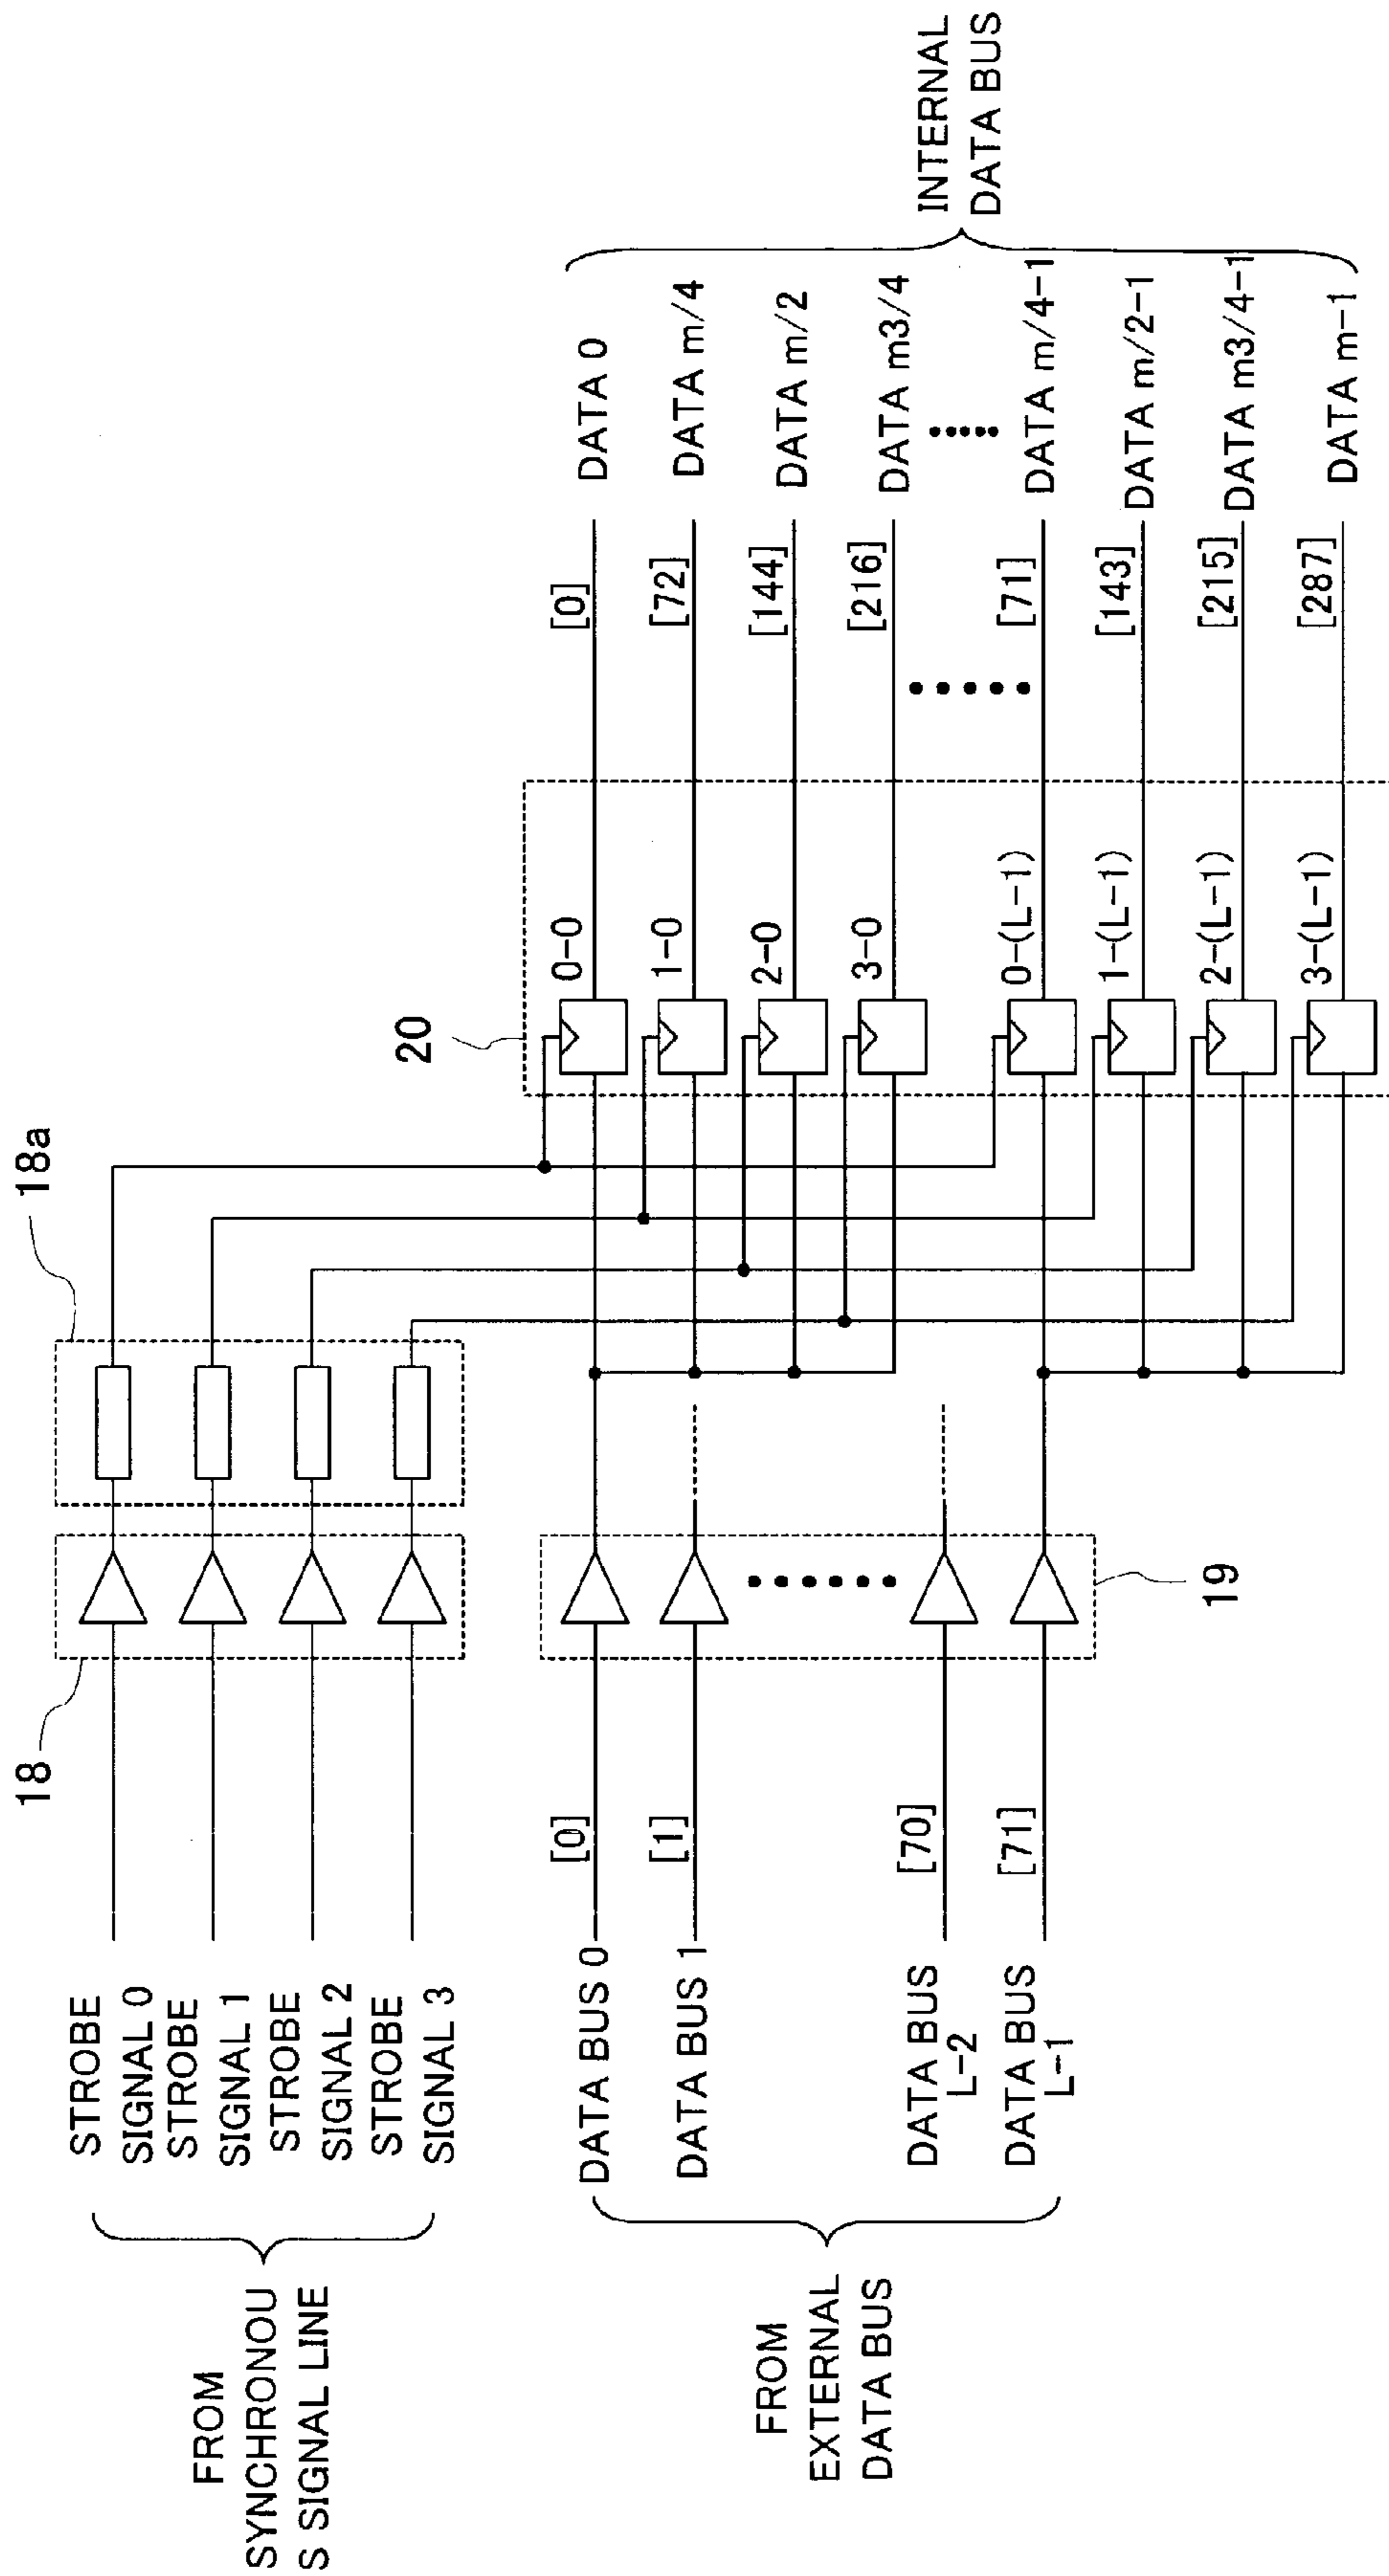 FROM
SYNCHRONOU
S SIGNAL LINE
STROBE
SIGNAL 0
STROBE
SIGNAL 1
STROBE
SIGNAL 2
STROBE
SIGNAL 3
18
18a
FROM
EXTERNAL
DATA BUS
DATA BUS 0
[0]
DATA BUS 1
[1]
DATA BUS
L-2
[70]
DATA BUS
L-1
[71]
19
20
0-0
[0]
DATA 0
1-0
[72]
DATA m/4
2-0
[144]
DATA m/2
3-0
[216]
DATA m3/4
0-(L-1)
[71]
DATA m/4-1
1-(L-1)
[143]
DATA m/2-1
2-(L-1)
[215]
DATA m3/4-1
3-(L-1)
[287]
DATA m-1
INTERNAL
DATA BUS